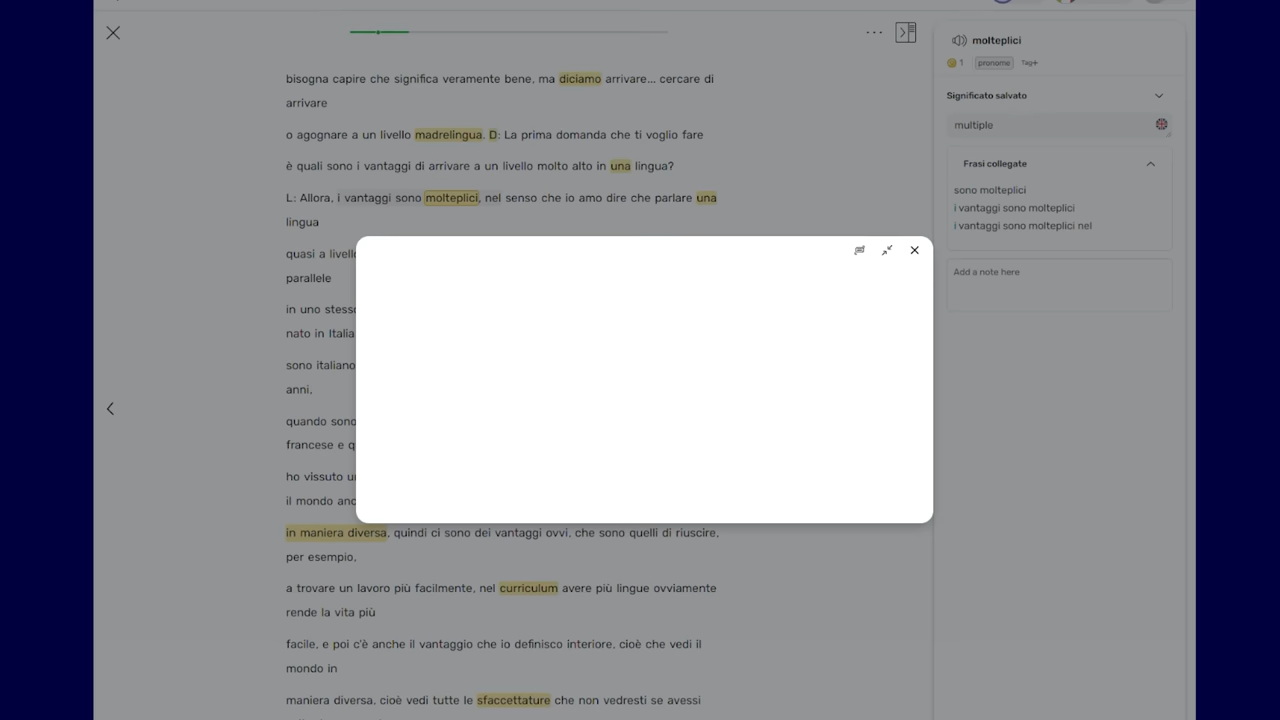 bisogna capire che significa veramente bene, ma diciamo arrivare... cercare di
arrivare
o agognare a un livello madrelingua. D: La prima domanda che ti voglio fare
è quali sono i vantaggi di arrivare a un livello molto alto in una lingua?
L: Allora, i vantaggi sono molteplici, nel senso che io amo dire che parlare una
lingua
quasi a
parallele
in uno
nato in Italia
sono italiano
anni,
quando sono
francese e
ho vissuto
il mondo
in maniera diversa, quindi ci sono dei vantaggi ovvi, che sono quelli di riuscire,
per esempio,
a trovare un lavoro più facilmente, nel curriculum avere più lingue ovviamente
rende la vita più
facile, e poi c'è anche il vantaggio che io definisco interiore, cioè che vedi il
mondo in
maniera diversa, cioè vedi tutte le sfaccettature che non vedresti se avessi
molteplici
1 pronome Tag+
Significato salvato
multiple
Frasi collegate
sono molteplici
i vantaggi sono molteplici
i vantaggi sono molteplici nel
Add a note here